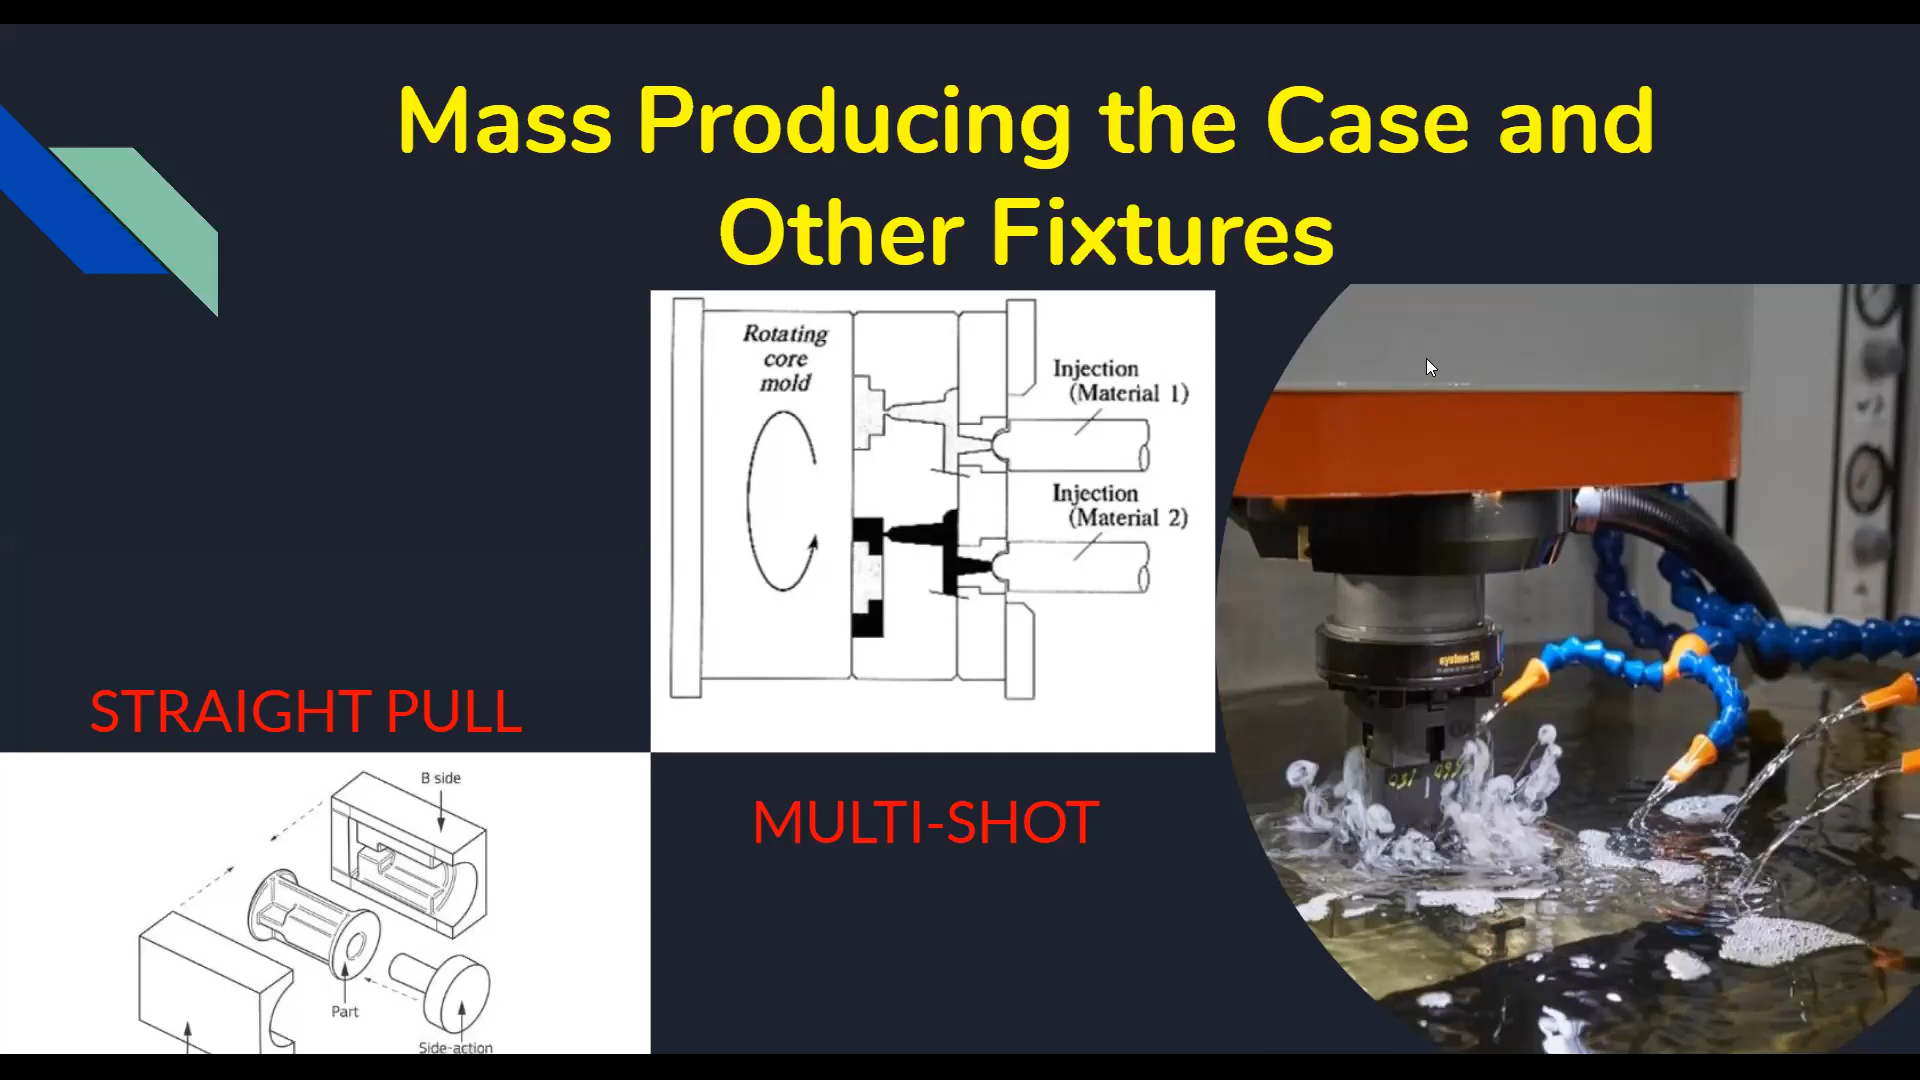 Mass Producing the Case and
Other Fixtures
Rotating
core
mold
Injection
(Material 1)
Injection
(Material 2)
system 3R
STRAIGHT PULL
MULTI-SHOT
B side
Part
Side-action